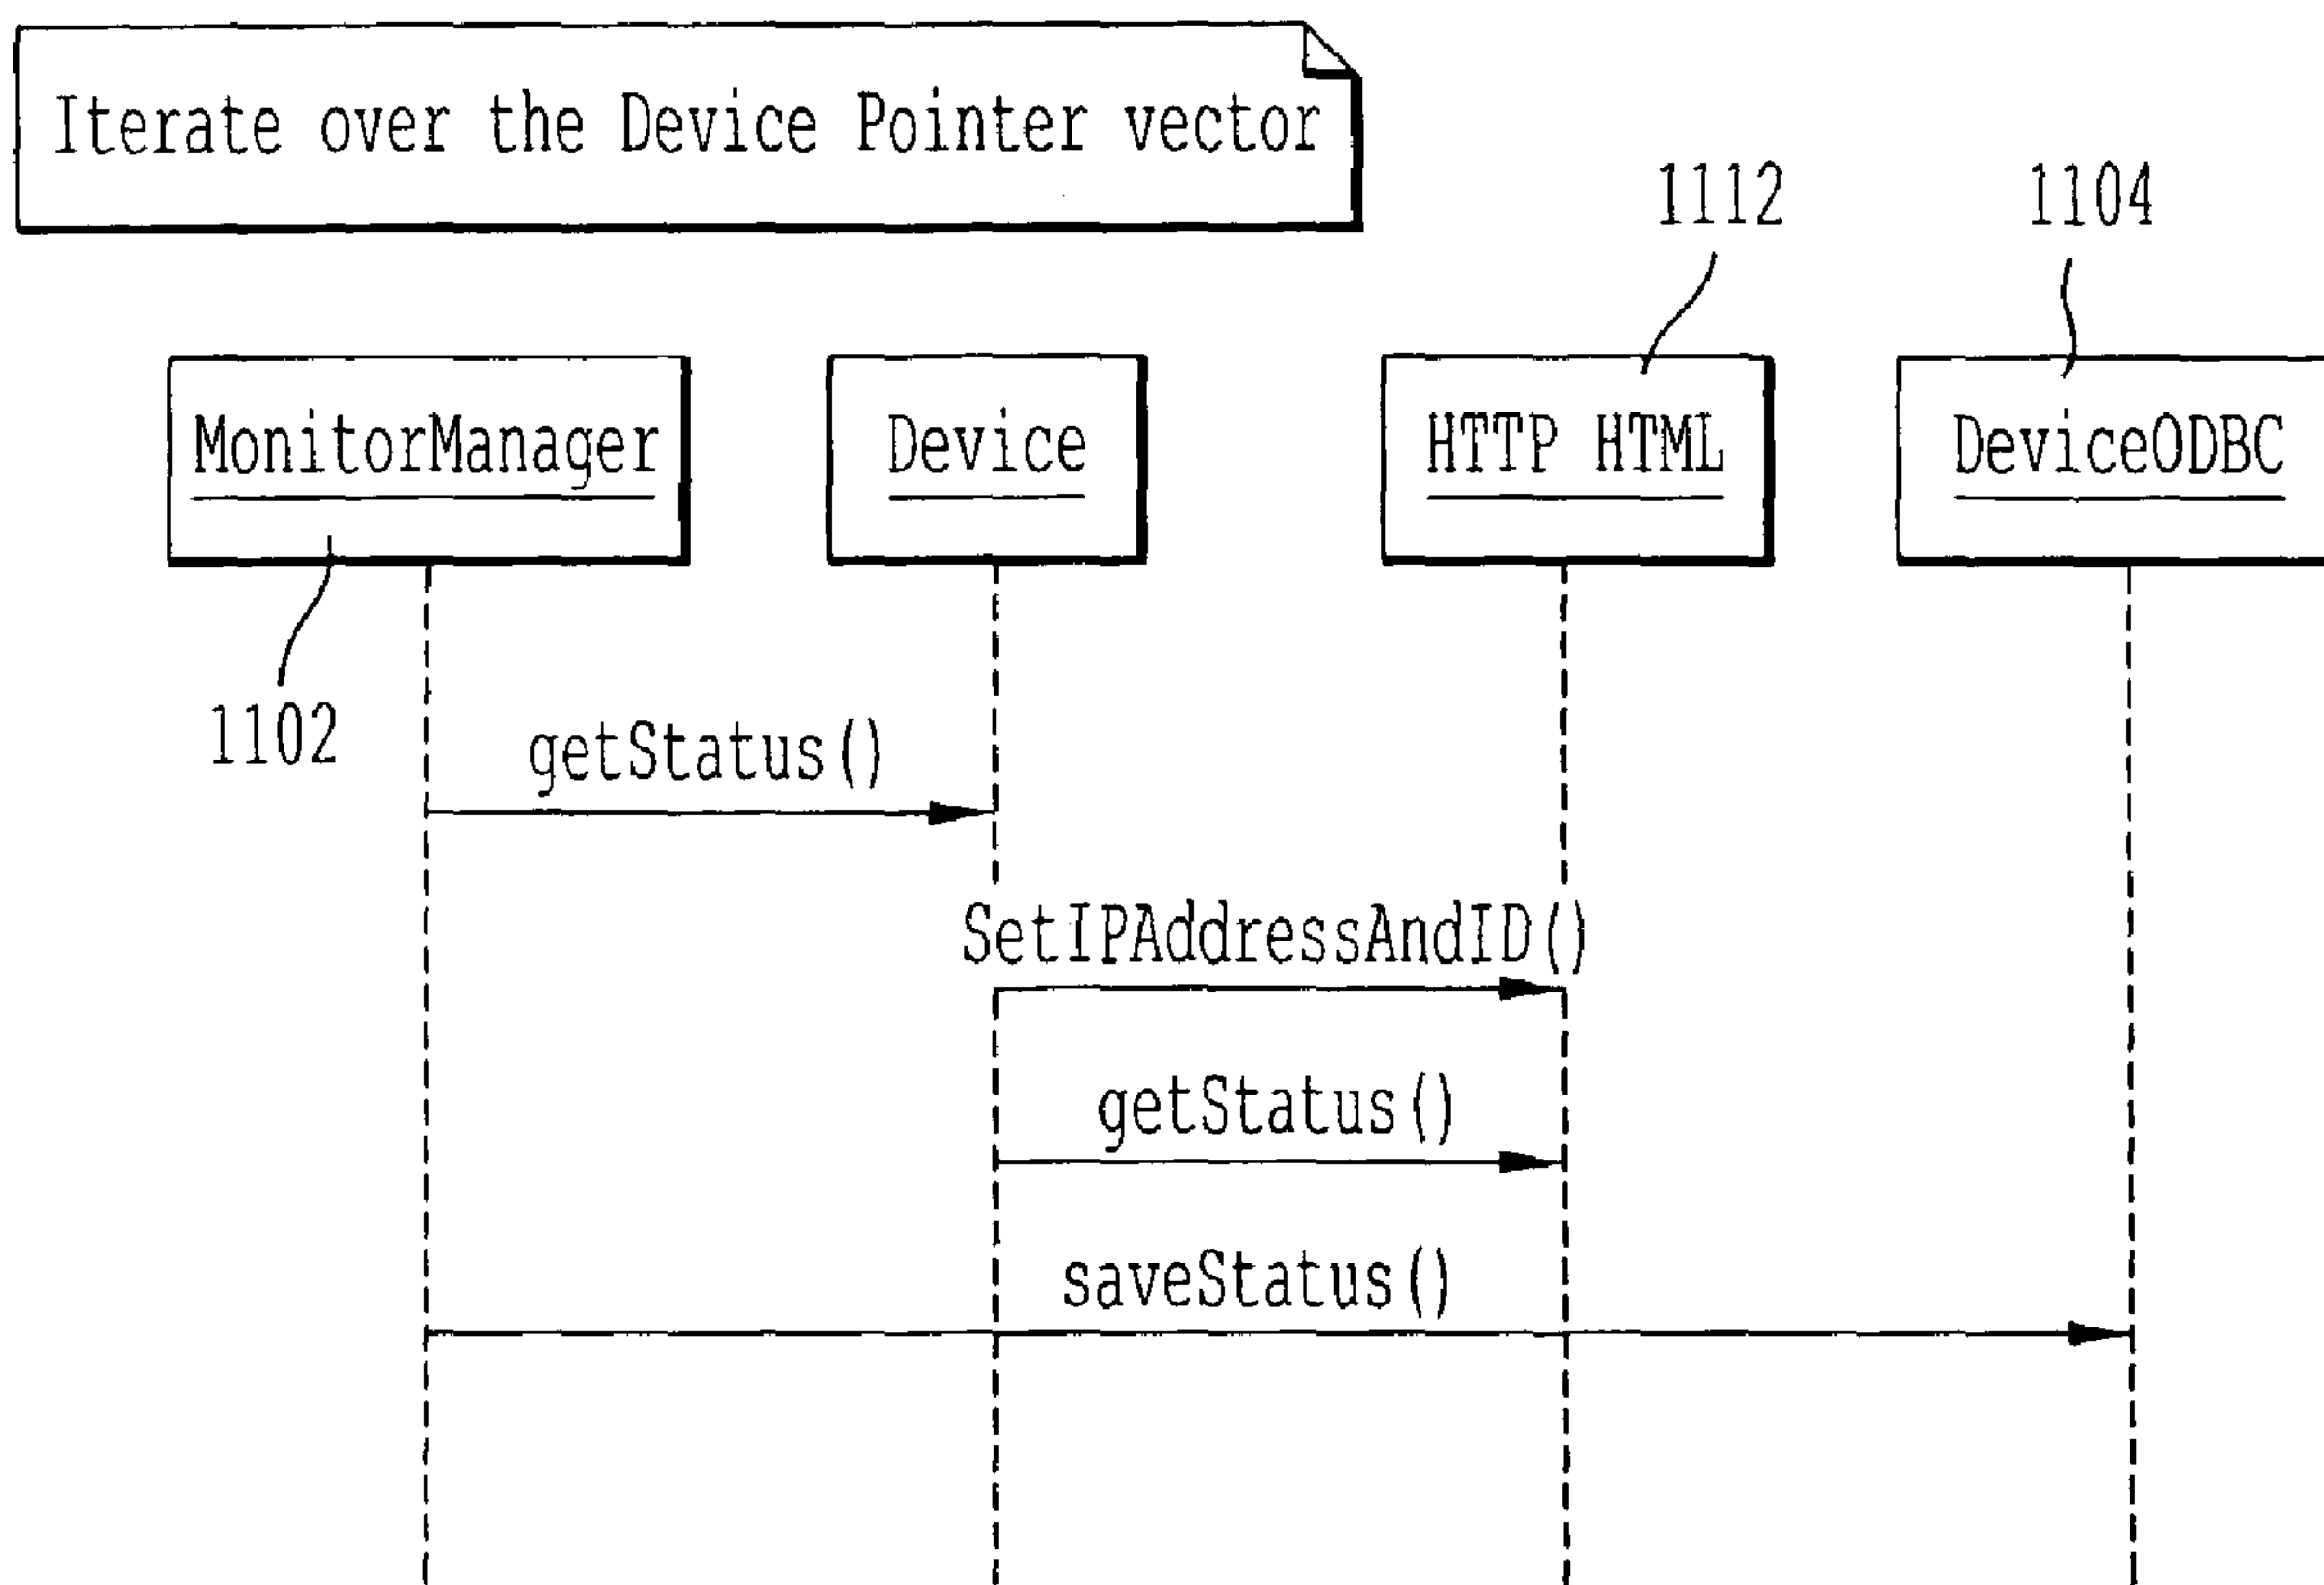 Iterate over the Device Pointer vector
1112
1104
MonitorManager
Device
HTTP HTML
DeviceODBC
1102
getStatus()
SetIPAddressAndID()
getStatus()
saveStatus()